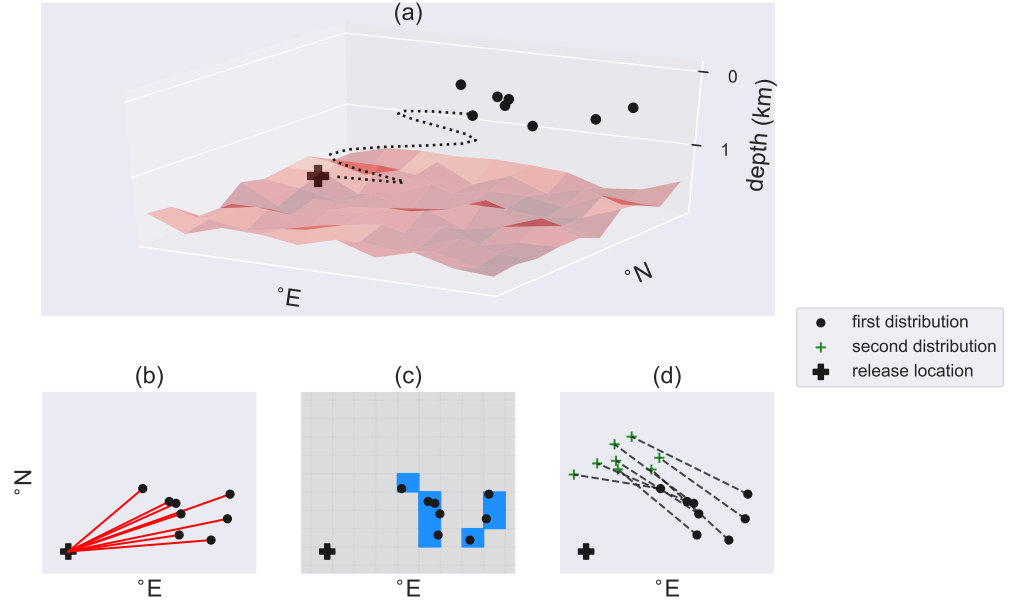 (a)
0
1
depth (km)
°N
°E
first distribution
second distribution
release location
(b)
(c)
(d)
°N
°E
°E
°E